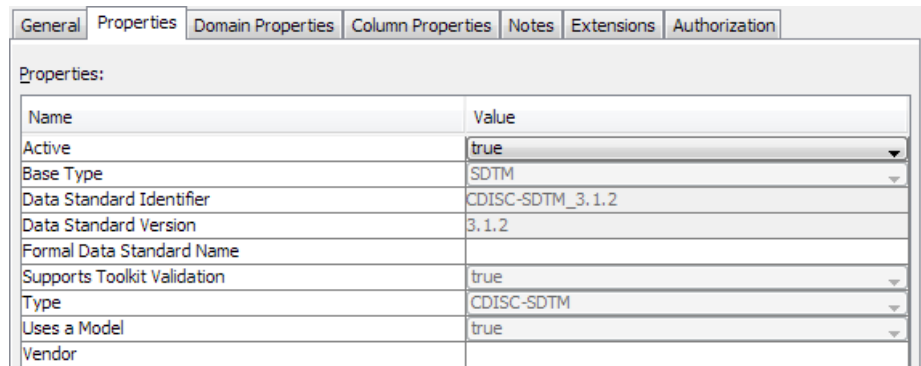 General Properties Domain Properties Column Properties Notes Extensions Authorization
Properties:
Name Value
Active true
Base Type SDTM
Data Standard Identifier CDISC-SDTM_3.1.2
Data Standard Version 3.1.2
Formal Data Standard Name
Supports Toolkit Validation true
Type CDISC-SDTM
Uses a Model true
Vendor